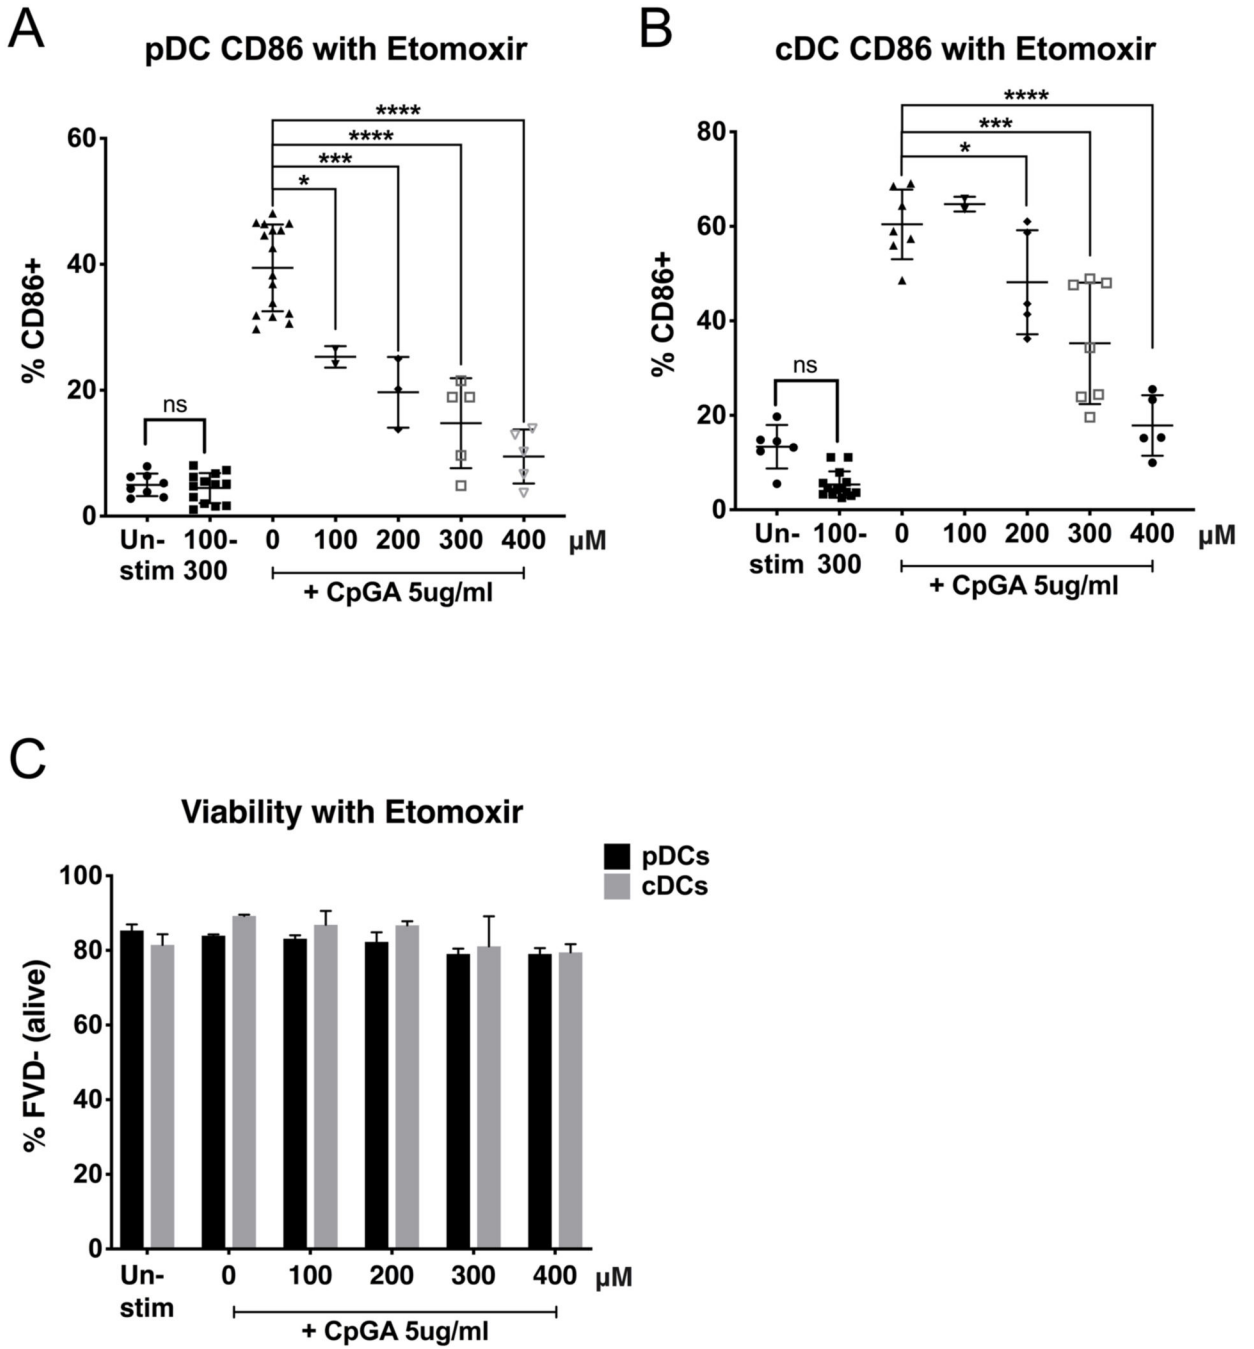 A
pDC CD86 with Etomoxir
% CD86+
60
40
20
0
****
****
***
*
ns
Un-
stim
100-
300
0
100
200
300
400
µM
+ CpGA 5ug/ml
B
cDC CD86 with Etomoxir
% CD86+
80
60
40
20
0
****
***
*
ns
Un-
stim
100-
300
0
100
200
300
400
µM
+ CpGA 5ug/ml
C
Viability with Etomoxir
pDCs
cDCs
% FVD- (alive)
100
80
60
40
20
0
Un-
stim
0
100
200
300
400
µM
+ CpGA 5ug/ml